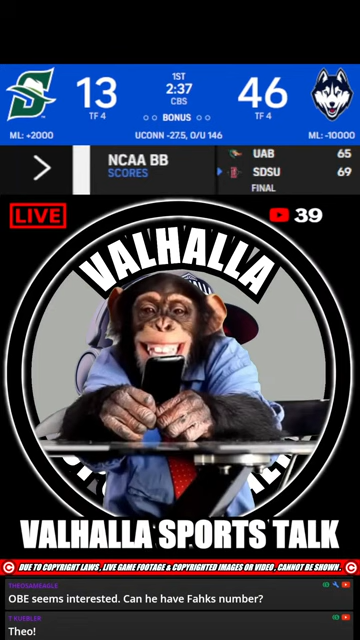 1ST
13 2:37 46
CBS
TF 4 BONUS TF 4
ML: +2000 UCONN -27.5, O/U 146 ML: -10000
NCAA BB
SCORES
UAB 65
SDSU 69
FINAL
LIVE
39
VALHALLA
VALHALLA SPORTS TALK
C DUE TO COPYRIGHT LAWS, LIVE GAME FOOTAGE & COPYRIGHTED IMAGES OR VIDEO, CANNOT BE SHOWN. C
THEOSAMEAGLE
OBE seems interested. Can he have Fahks number?
T KUEBLER
Theo!